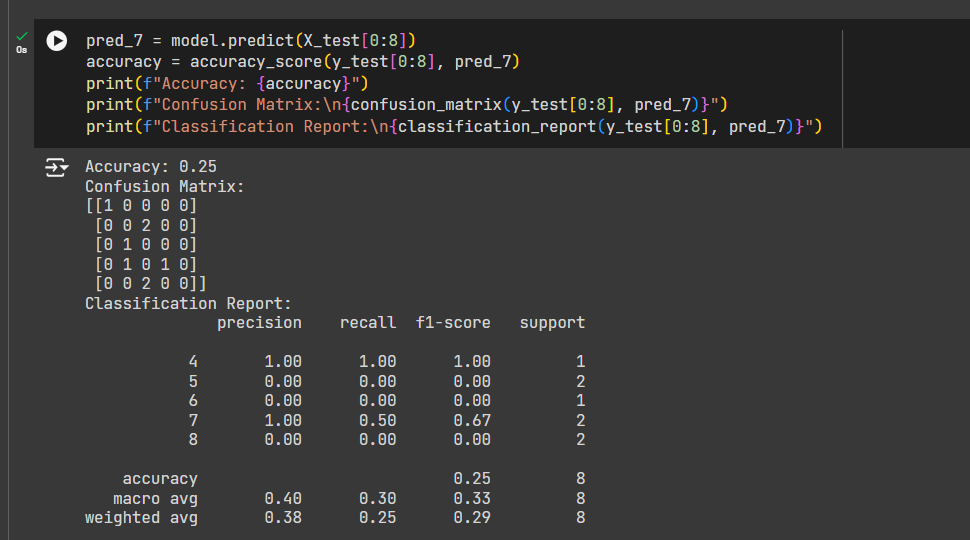 0s
pred_7 = model.predict(X_test[0:8])
accuracy = accuracy_score(y_test[0:8], pred_7)
print(f"Accuracy: {accuracy}")
print(f"Confusion Matrix:\n{confusion_matrix(y_test[0:8], pred_7)}")
print(f"Classification Report:\n{classification_report(y_test[0:8], pred_7)}")
Accuracy: 0.25
Confusion Matrix:
[[1 0 0 0 0]
 [0 0 2 0 0]
 [0 1 0 0 0]
 [0 1 0 1 0]
 [0 0 2 0 0]]
Classification Report:
              precision    recall  f1-score   support

           4       1.00      1.00      1.00         1
           5       0.00      0.00      0.00         2
           6       0.00      0.00      0.00         1
           7       1.00      0.50      0.67         2
           8       0.00      0.00      0.00         2

    accuracy                           0.25         8
   macro avg       0.40      0.30      0.33         8
weighted avg       0.38      0.25      0.29         8